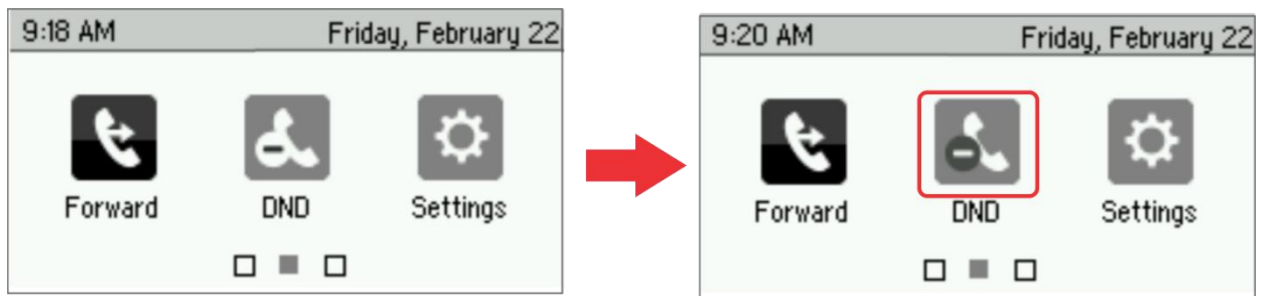 9:18 AM Friday, February 22
Forward DND Settings
9:20 AM Friday, February 22
Forward DND Settings